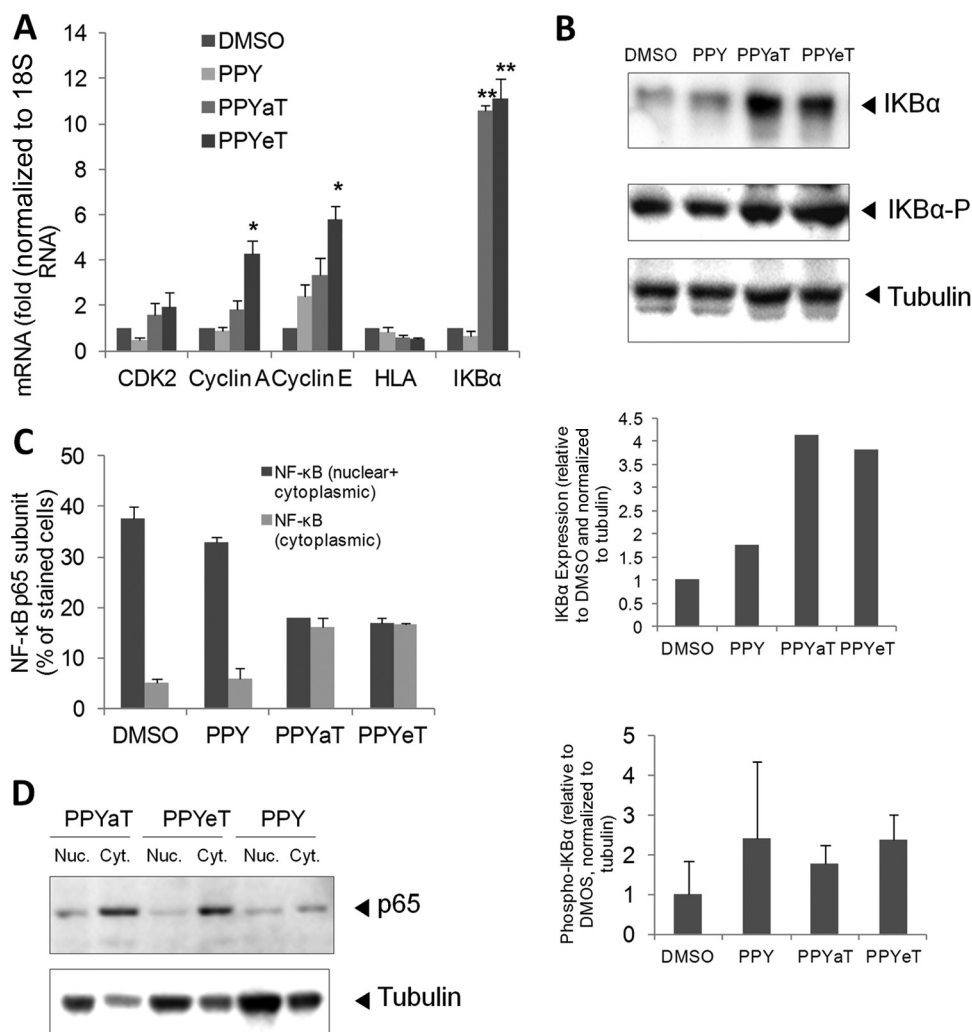 A
14
12
10
8
6
4
2
0
mRNA (fold (normalized to 18S
RNA)
DMSO
PPY
PPYaT
PPYeT
*
*
**
**
CDK2 Cyclin A Cyclin E HLA IKBα
B
DMSO PPY PPYaT PPYeT
◄ IKBα
◄ IKBα-P
◄ Tubulin
4.5
4
3.5
2
1.5
1
0.5
0
IKBα Expression (relative
to DMSO and normalized
to tubulin)
DMSO PPY PPYaT PPYeT
5
4
3
2
1
0
Phospho-IKBα (relative to
DMOS, normalized to
tubulin)
DMSO PPY PPYaT PPYeT
C
50
40
30
20
10
0
NF-κB p65 subunit
(% of stained cells)
NF-κB (nuclear+
cytoplasmic)
NF-κB
(cytoplasmic)
DMSO PPY PPYaT PPYeT
D
PPYaT PPYeT PPY
Nuc. Cyt. Nuc. Cyt. Nuc. Cyt.
◄ p65
◄ Tubulin